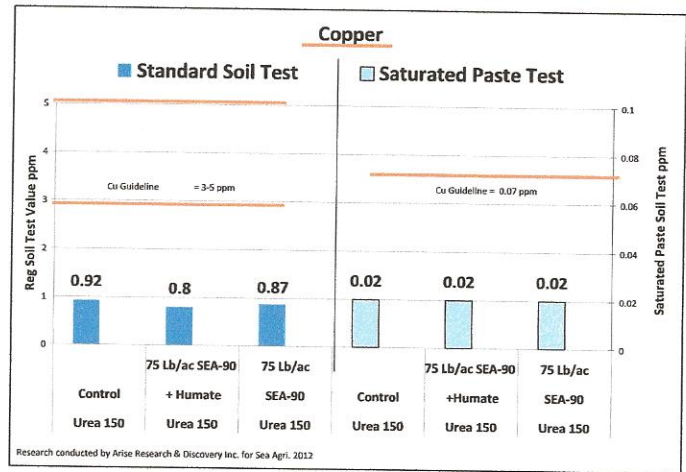 Copper
Standard Soil Test
Saturated Paste Test
Reg Soil Test Value ppm
5
4
3
2
1
0
Cu Guideline = 3-5 ppm
0.92
0.8
0.87
Cu Guideline = 0.07 ppm
0.02
0.02
0.02
0.1
0.08
0.06
0.04
0.02
0
Saturated Paste Soil Test ppm
Control
Urea 150
75 Lb/ac SEA-90
+ Humate
Urea 150
75 Lb/ac
SEA-90
Urea 150
Control
Urea 150
75 Lb/ac SEA-90
+Humate
Urea 150
75 Lb/ac
SEA-90
Urea 150
Research conducted by Arise Research & Discovery Inc. for Sea Agri. 2012